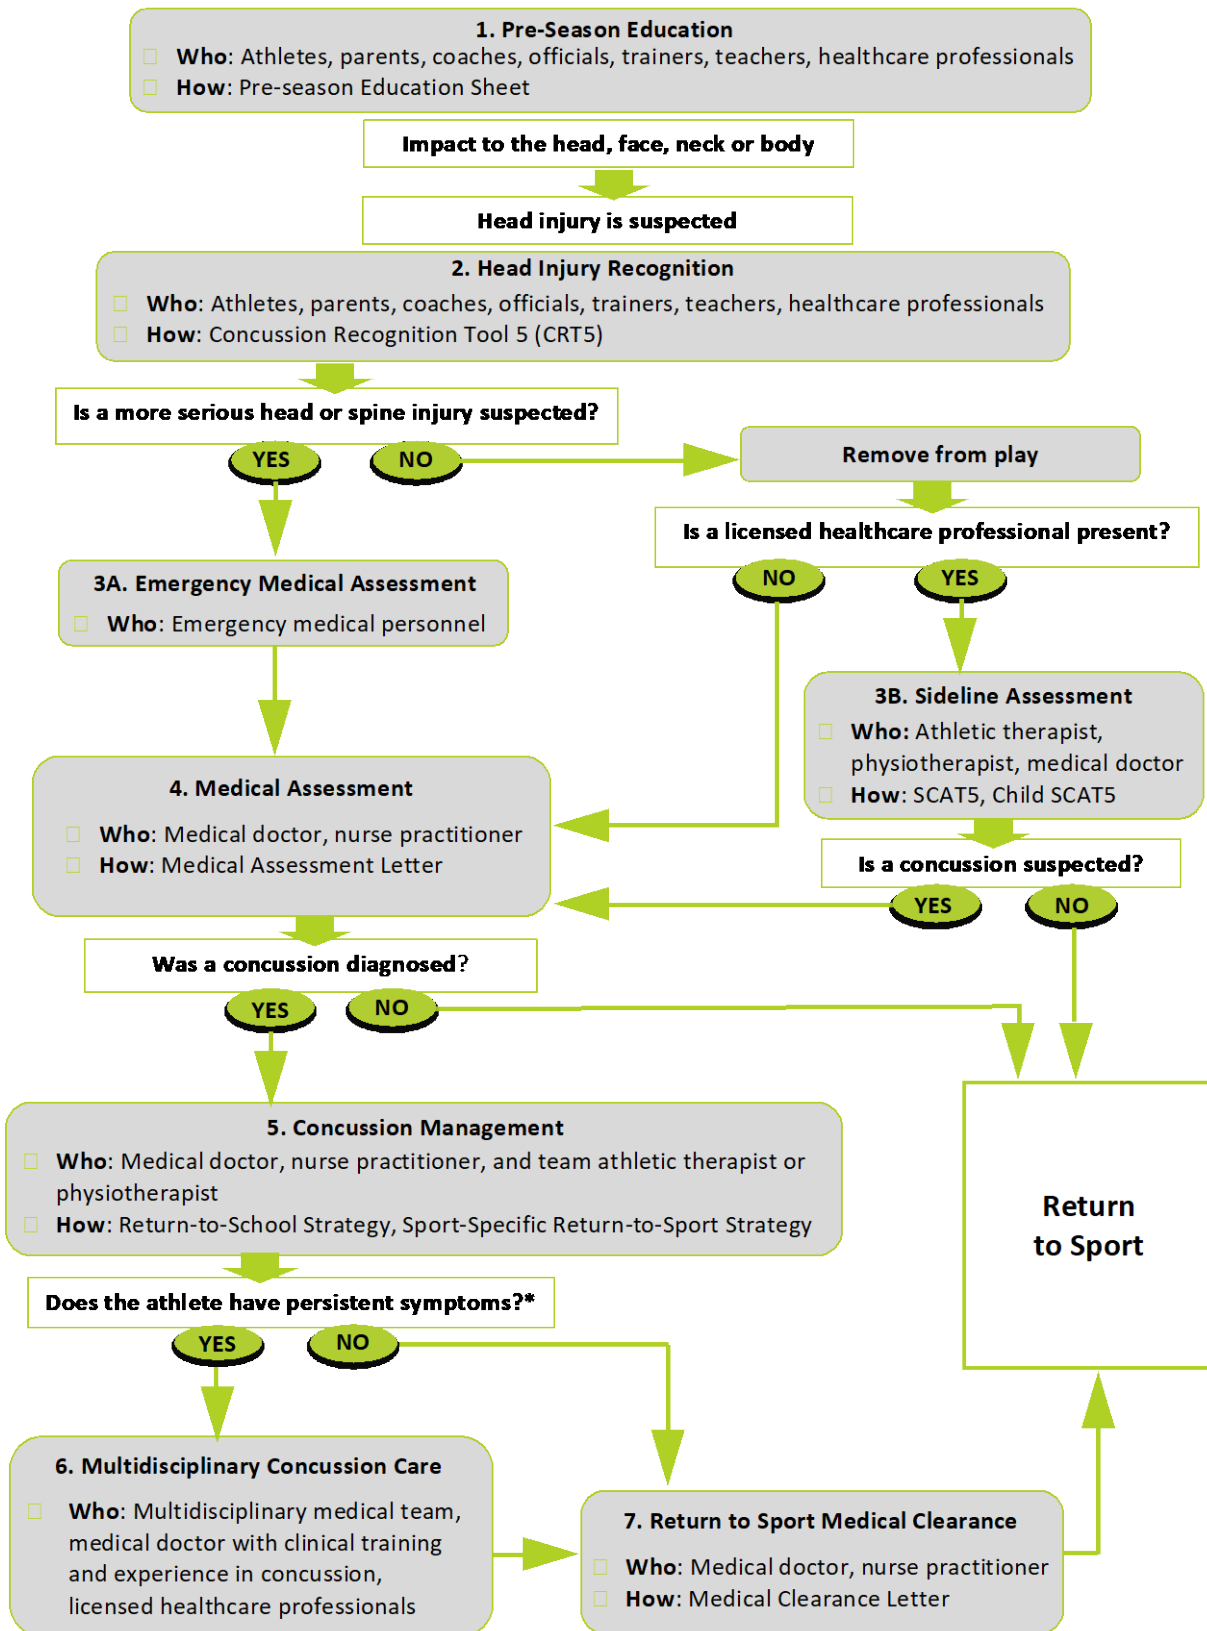 1. Pre-Season Education
Who: Athletes, parents, coaches, officials, trainers, teachers, healthcare professionals
How: Pre-season Education Sheet
Impact to the head, face, neck or body
Head injury is suspected
2. Head Injury Recognition
Who: Athletes, parents, coaches, officials, trainers, teachers, healthcare professionals
How: Concussion Recognition Tool 5 (CRT5)
Is a more serious head or spine injury suspected?
YES
NO
Remove from play
Is a licensed healthcare professional present?
NO
YES
3A. Emergency Medical Assessment
Who: Emergency medical personnel
3B. Sideline Assessment
Who: Athletic therapist,
physiotherapist, medical doctor
How: SCAT5, Child SCAT5
4. Medical Assessment
Who: Medical doctor, nurse practitioner
How: Medical Assessment Letter
Is a concussion suspected?
YES
NO
Was a concussion diagnosed?
YES
NO
5. Concussion Management
Who: Medical doctor, nurse practitioner, and team athletic therapist or
physiotherapist
How: Return-to-School Strategy, Sport-Specific Return-to-Sport Strategy
Return
to Sport
Does the athlete have persistent symptoms?*
YES
NO
6. Multidisciplinary Concussion Care
Who: Multidisciplinary medical team,
medical doctor with clinical training
and experience in concussion,
licensed healthcare professionals
7. Return to Sport Medical Clearance
Who: Medical doctor, nurse practitioner
How: Medical Clearance Letter